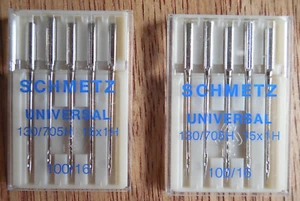 SCHMETZ
UNIVERSAL
130/705H 15x1H
100/16
SCHMETZ
UNIVERSAL
130/705H 15x1H
100/16